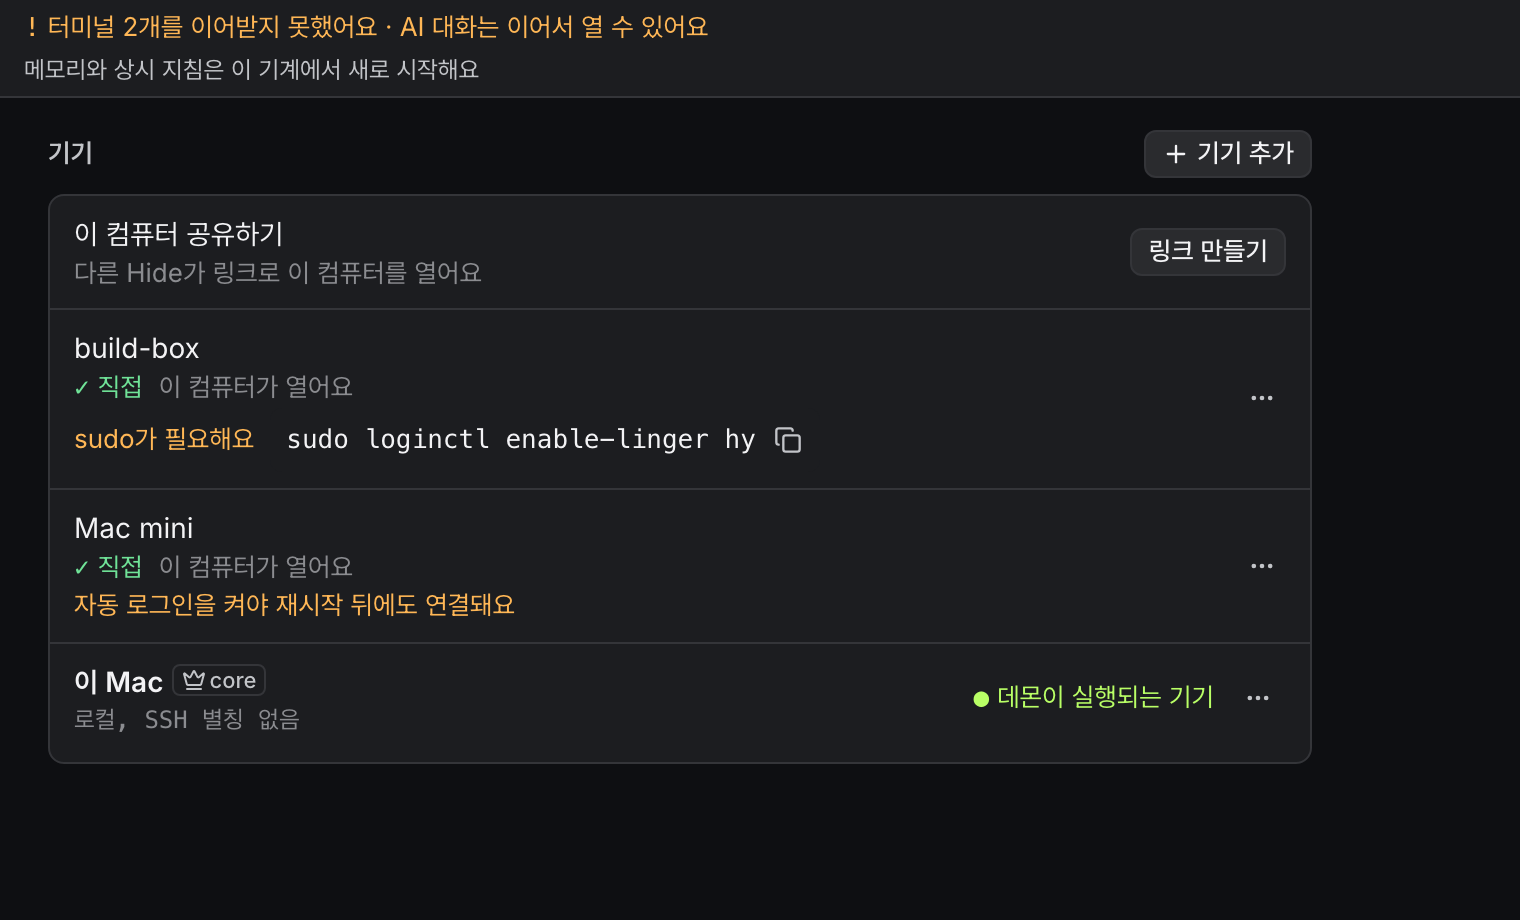 ! 터미널 2개를 이어받지 못했어요 · AI 대화는 이어서 열 수 있어요
메모리와 상시 지침은 이 기계에서 새로 시작해요
기기
+ 기기 추가
이 컴퓨터 공유하기
다른 Hide가 링크로 이 컴퓨터를 열어요
링크 만들기
build-box
✓ 직접 이 컴퓨터가 열어요
...
sudo가 필요해요 sudo loginctl enable-linger hy
Mac mini
✓ 직접 이 컴퓨터가 열어요
...
자동 로그인을 켜야 재시작 뒤에도 연결돼요
이 Mac core
로컬, SSH 별칭 없음
● 데몬이 실행되는 기기 ...